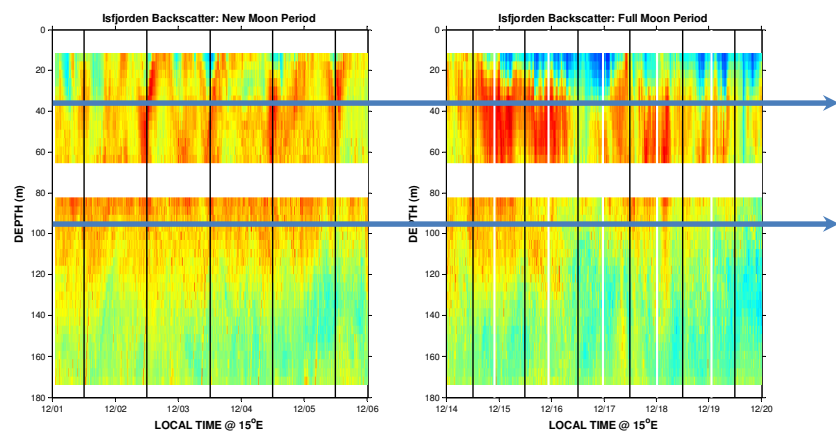 Isfjorden Backscatter: New Moon Period
0
20
40
60
80
100
120
140
160
180
DEPTH (m)
12/01 12/02 12/03 12/04 12/05 12/06
LOCAL TIME @ 15°E
Isfjorden Backscatter: Full Moon Period
0
20
40
60
80
100
120
140
160
180
DEPTH (m)
12/14 12/15 12/16 12/17 12/18 12/19 12/20
LOCAL TIME @ 15°E